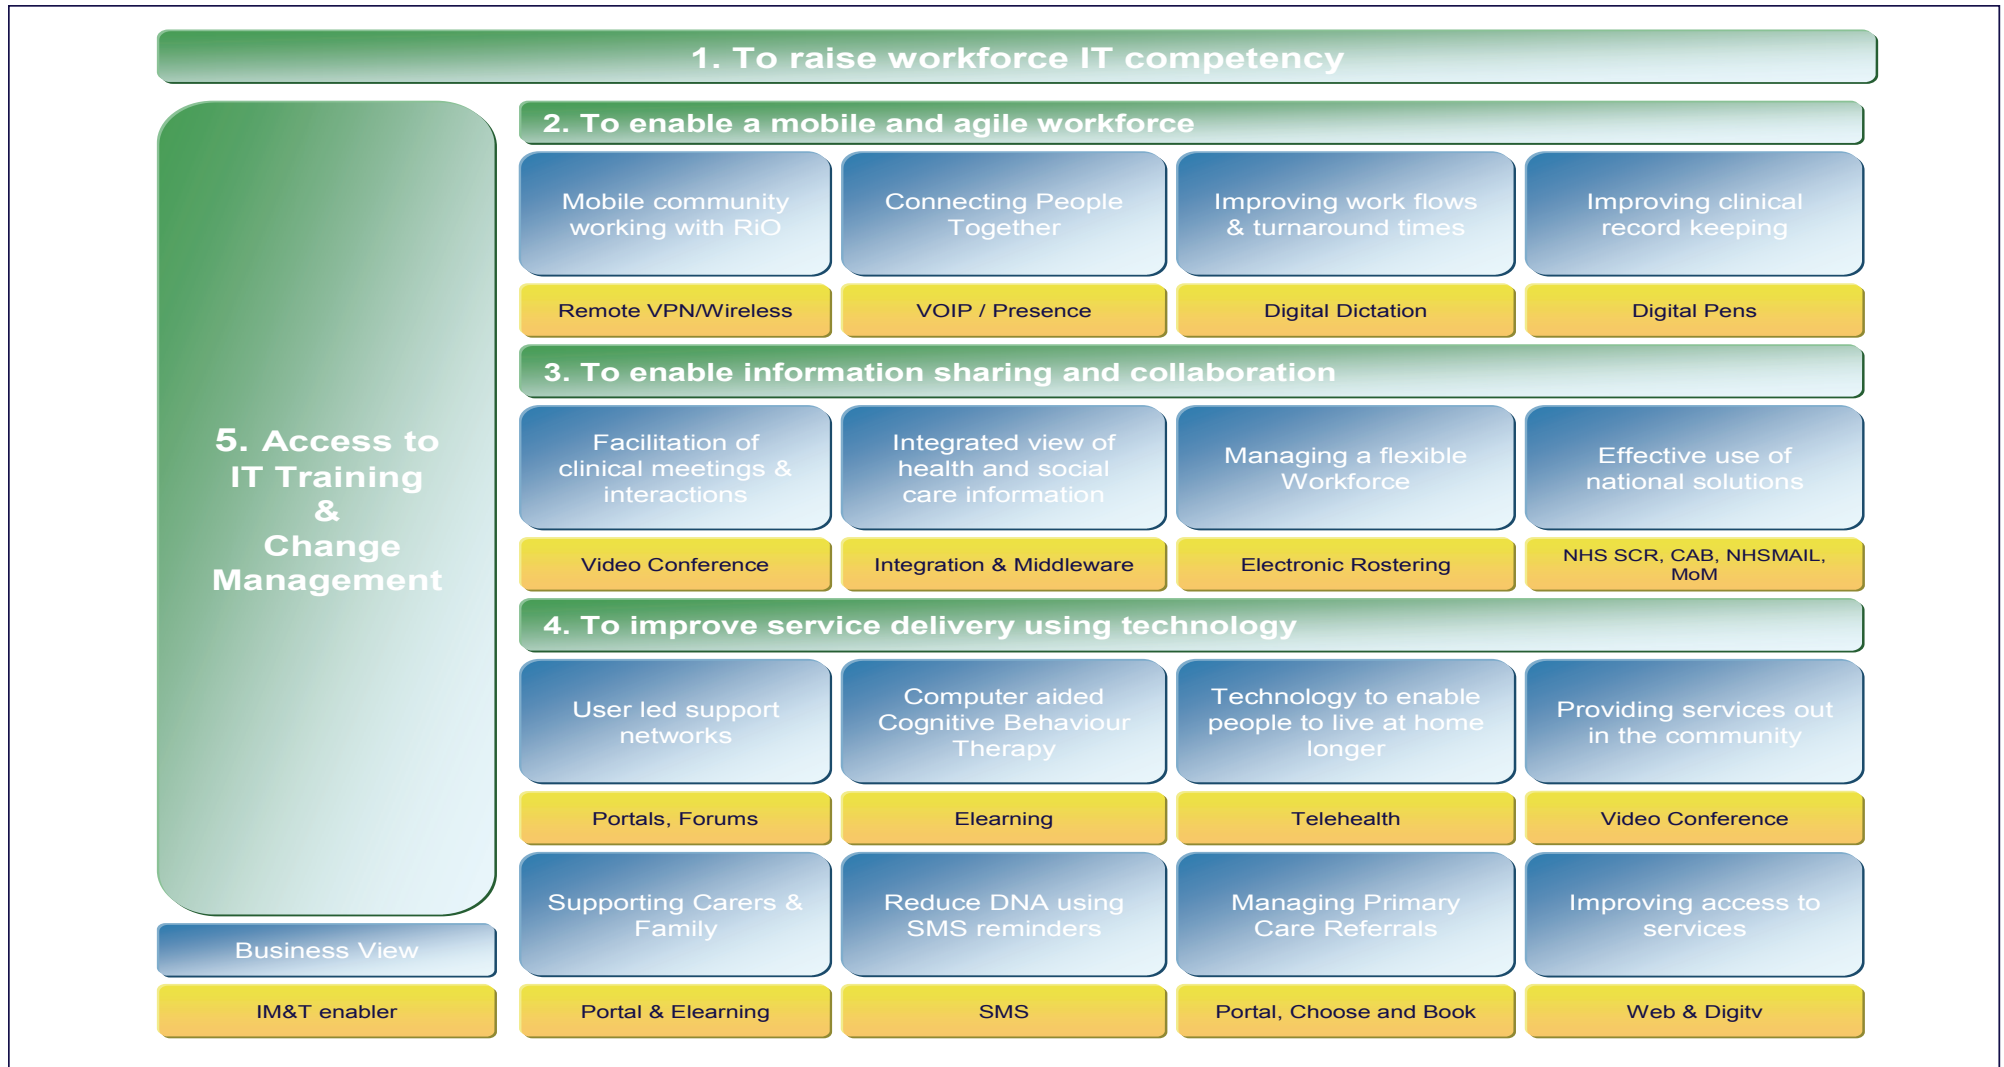 1. To raise workforce IT competency
5. Access to
IT Training
&
Change
Management
2. To enable a mobile and agile workforce
Mobile community
working with RiO
Connecting People
Together
Improving work flows
& turnaround times
Improving clinical
record keeping
Remote VPN/Wireless
VOIP / Presence
Digital Dictation
Digital Pens
3. To enable information sharing and collaboration
Facilitation of
clinical meetings &
interactions
Integrated view of
health and social
care information
Managing a flexible
Workforce
Effective use of
national solutions
Video Conference
Integration & Middleware
Electronic Rostering
NHS SCR, CAB, NHSMAIL,
MoM
4. To improve service delivery using technology
User led support
networks
Computer aided
Cognitive Behaviour
Therapy
Technology to enable
people to live at home
longer
Providing services out
in the community
Portals, Forums
Elearning
Telehealth
Video Conference
Supporting Carers &
Family
Reduce DNA using
SMS reminders
Managing Primary
Care Referrals
Improving access to
services
Portal & Elearning
SMS
Portal, Choose and Book
Web & Digitv
Business View
IM&T enabler